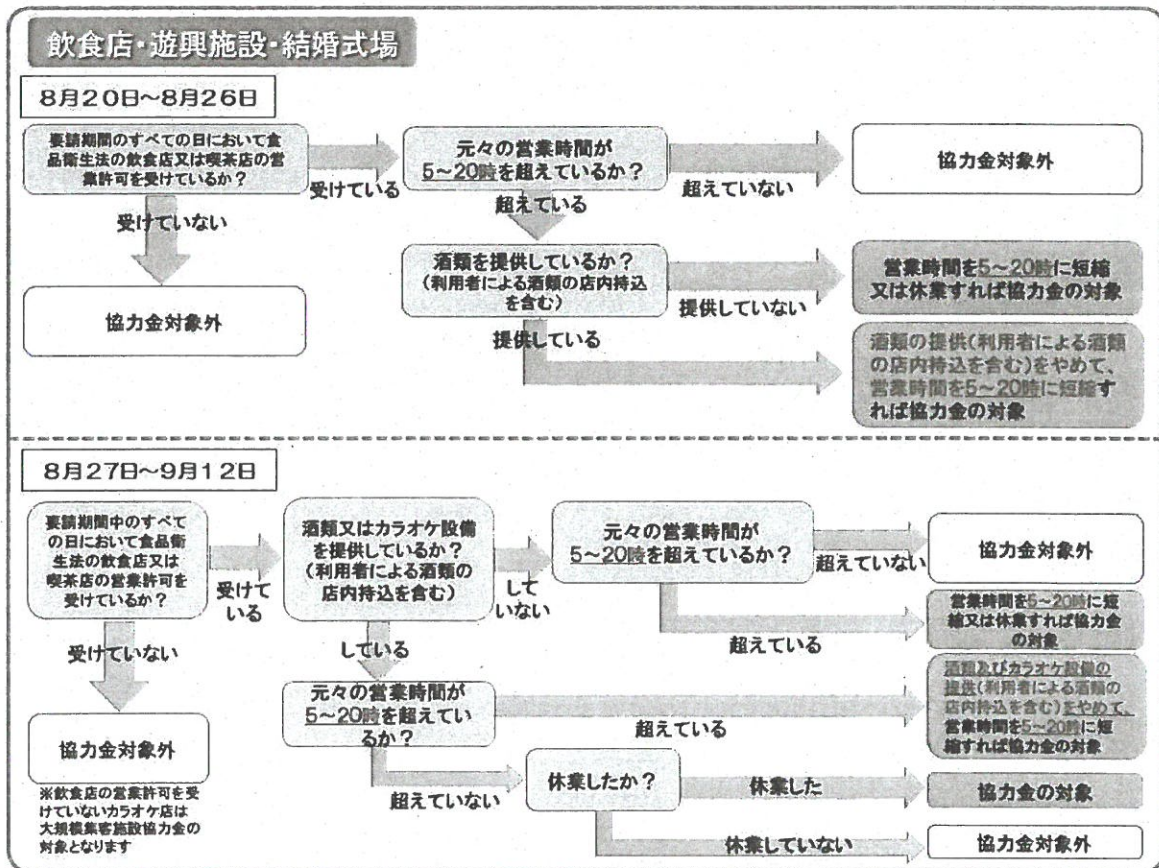 飲食店・遊興施設・結婚式場
8月20日～8月26日
要請期間のすべての日において食
品衛生法の飲食店又は喫茶店の営
業許可を受けているか？
受けている
元々の営業時間が
5～20時を超えているか？
超えていない
協力金対象外
受けていない
協力金対象外
超えている
酒類を提供しているか？
（利用者による酒類の店内持込
を含む）
提供していない
営業時間を5～20時に短縮
又は休業すれば協力金の対象
提供している
酒類の提供（利用者による酒類
の店内持込を含む）をやめて、
営業時間を5～20時に短縮す
れば協力金の対象
8月27日～9月12日
要請期間中のすべて
の日において食品衛
生法の飲食店又は
喫茶店の営業許可を
受けているか？
受けて
いる
酒類又はカラオケ設備
を提供しているか？
（利用者による酒類の
店内持込を含む）
して
いない
元々の営業時間が
5～20時を超えているか？
超えていない
協力金対象外
超えている
営業時間を5～20時に短
縮又は休業すれば協力金
の対象
受けていない
協力金対象外
※飲食店の営業許可を受
けていないカラオケ店は
大規模集客施設協力金の
対象となります
している
元々の営業時間が
5～20時を超えてい
るか？
超えている
酒類及びカラオケ設備の
提供（利用者による酒類の
店内持込を含む）をやめて、
営業時間を5～20時に短
縮すれば協力金の対象
超えていない
休業したか？
休業した
協力金の対象
休業していない
協力金対象外